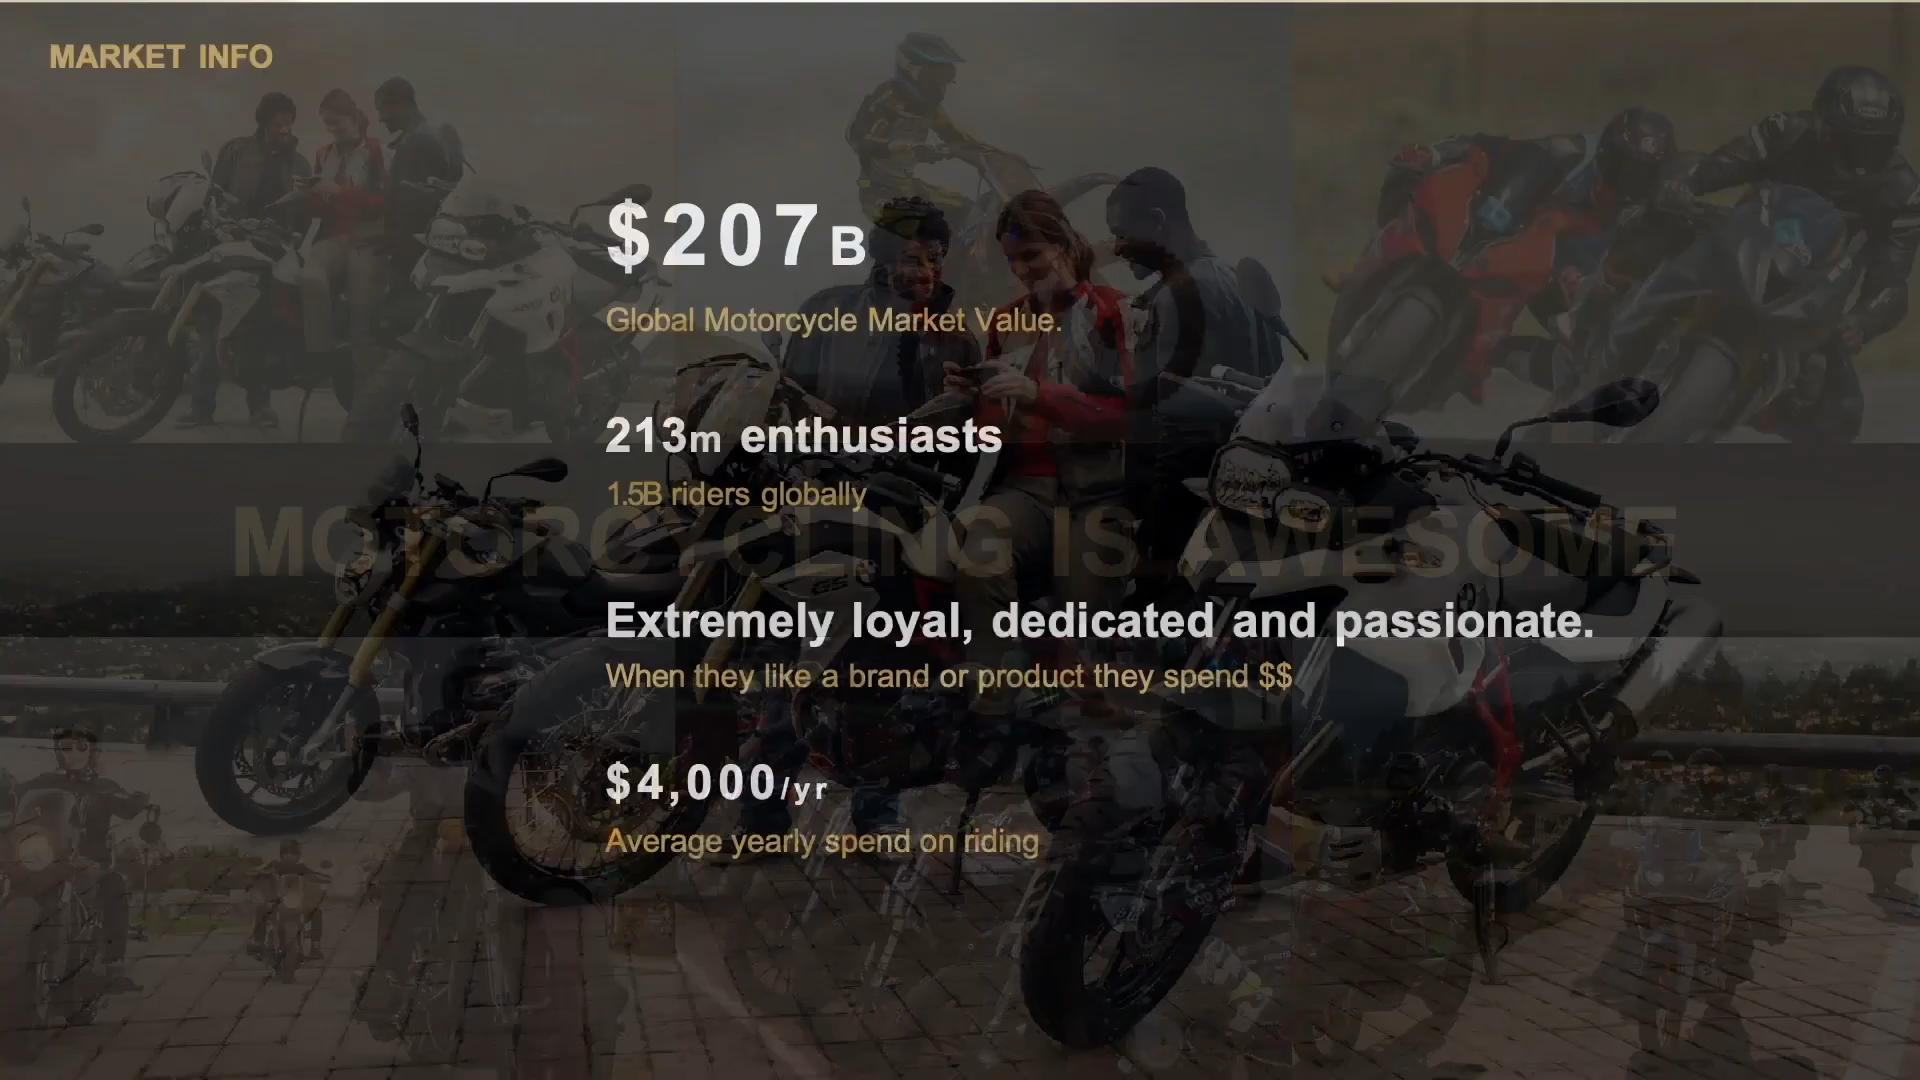 MARKET INFO
$207B
Global Motorcycle Market Value.
213m enthusiasts
1.5B riders globally
MOTORCYCLING IS AWESOME
Extremely loyal, dedicated and passionate.
When they like a brand or product they spend $$
$4,000/yr
Average yearly spend on riding
GS